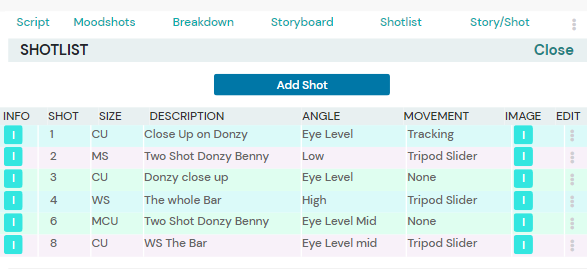 Script Moodshots Breakdown Storyboard Shotlist Story/Shot
SHOTLIST Close
Add Shot
INFO SHOT SIZE DESCRIPTION ANGLE MOVEMENT IMAGE EDIT
I 1 CU Close Up on Donzy Eye Level Tracking I
I 2 MS Two Shot Donzy Benny Low Tripod Slider I
I 3 CU Donzy close up Eye Level None I
I 4 WS The whole Bar High Tripod Slider I
I 6 MCU Two Shot Donzy Benny Eye Level Mid None I
I 8 CU WS The Bar Eye Level mid Tripod Slider I